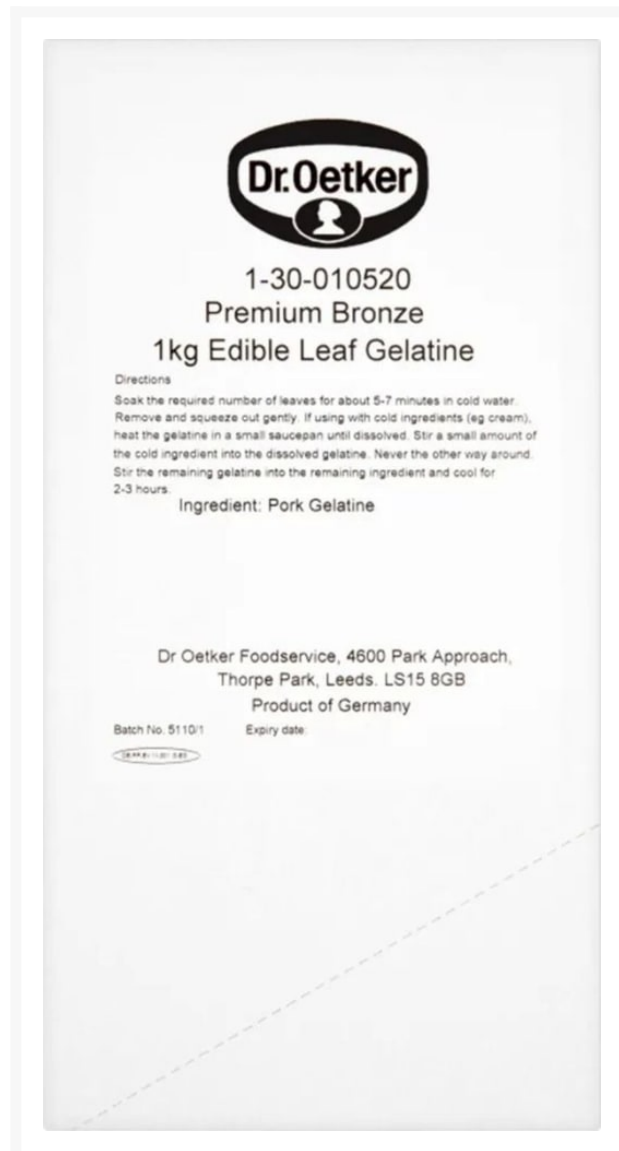 Dr.Oetker
1-30-010520
Premium Bronze
1kg Edible Leaf Gelatine
Directions
Soak the required number of leaves for about 5-7 minutes in cold water.
Remove and squeeze out gently. If using with cold ingredients (eg cream),
heat the gelatine in a small saucepan until dissolved. Stir a small amount of
the cold ingredient into the dissolved gelatine. Never the other way around.
Stir the remaining gelatine into the remaining ingredient and cool for
2-3 hours.
Ingredient: Pork Gelatine
Dr Oetker Foodservice, 4600 Park Approach,
Thorpe Park, Leeds. LS15 8GB
Product of Germany
Batch No. 5110/1 Expiry date: